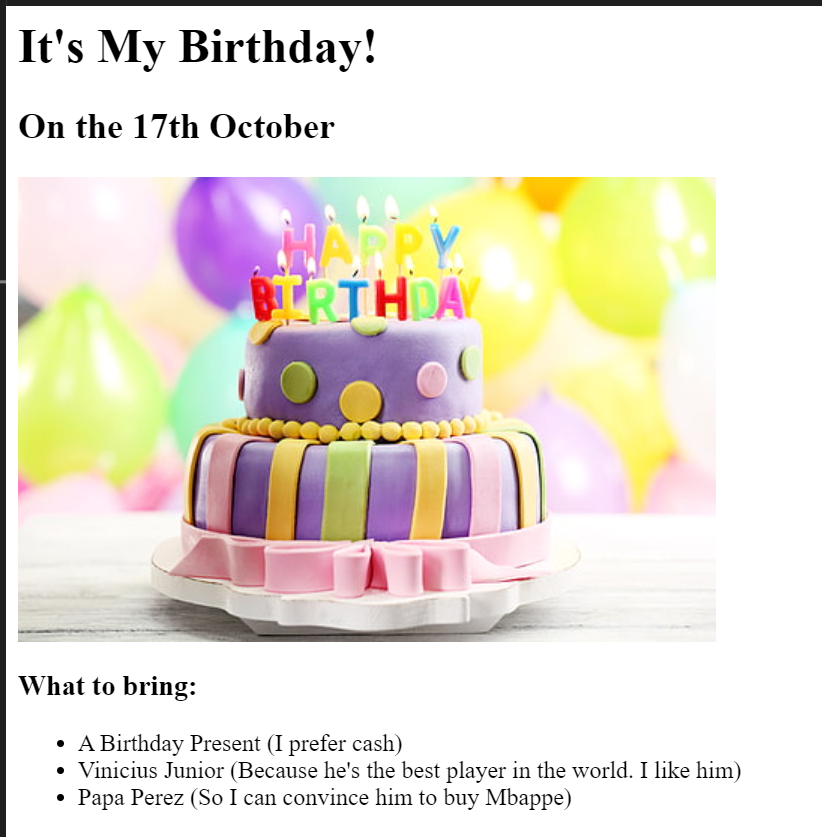 It's My Birthday!
On the 17th October
HAPPY
BIRTHDAY
What to bring:
A Birthday Present (I prefer cash)
Vinicius Junior (Because he's the best player in the world. I like him)
Papa Perez (So I can convince him to buy Mbappe)